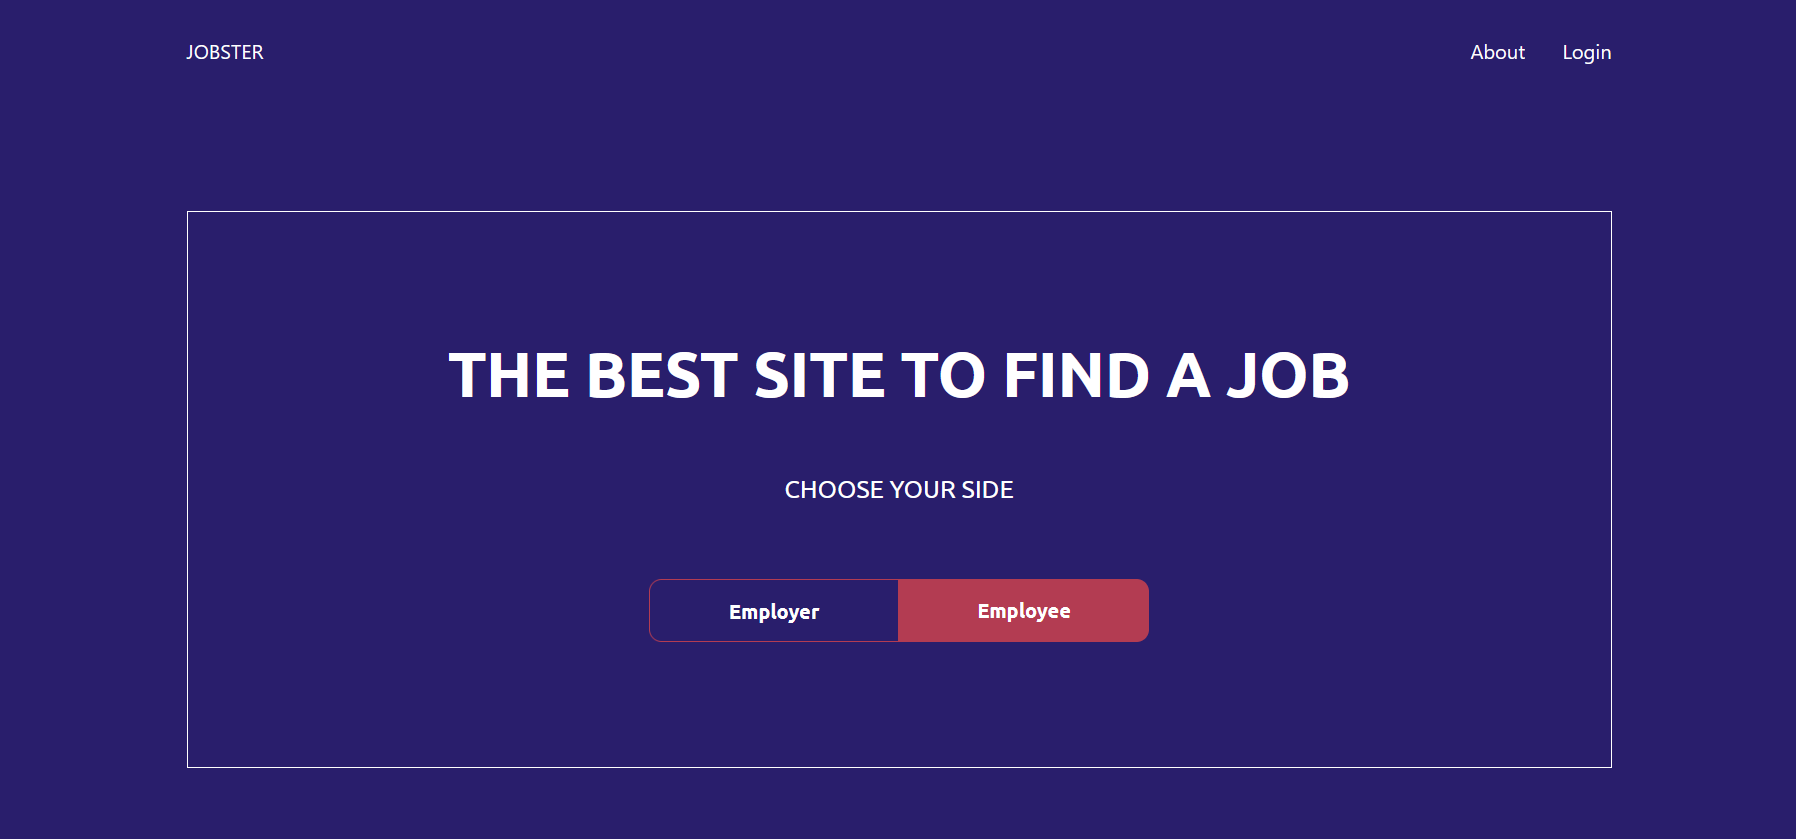 JOBSTER About Login
THE BEST SITE TO FIND A JOB
CHOOSE YOUR SIDE
Employer Employee